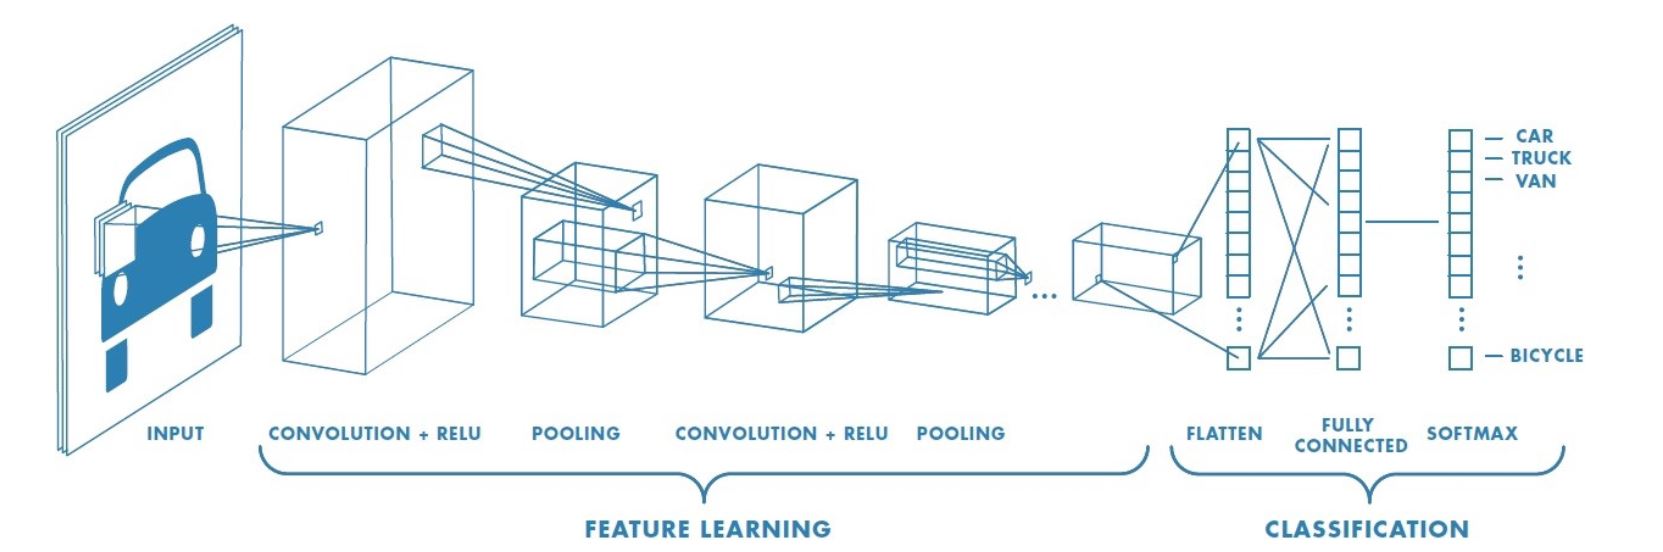 CAR
TRUCK
VAN
BICYCLE
INPUT
CONVOLUTION + RELU
POOLING
CONVOLUTION + RELU
POOLING
FLATTEN
FULLY
CONNECTED
SOFTMAX
FEATURE LEARNING
CLASSIFICATION